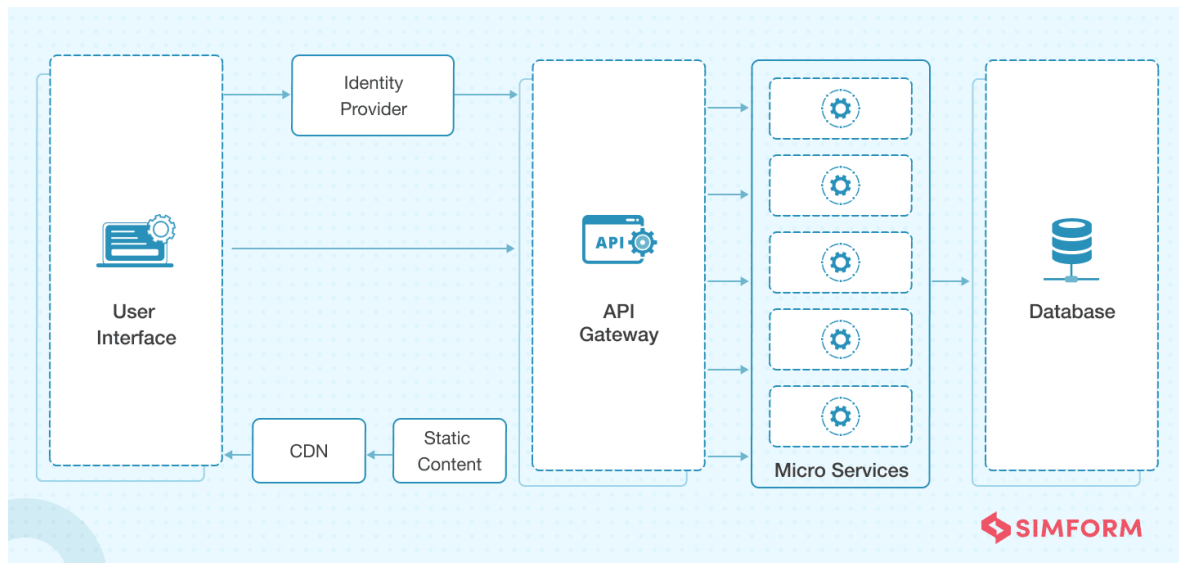 Identity
Provider
User
Interface
API
API
Gateway
CDN
Static
Content
Micro Services
Database
SIMFORM